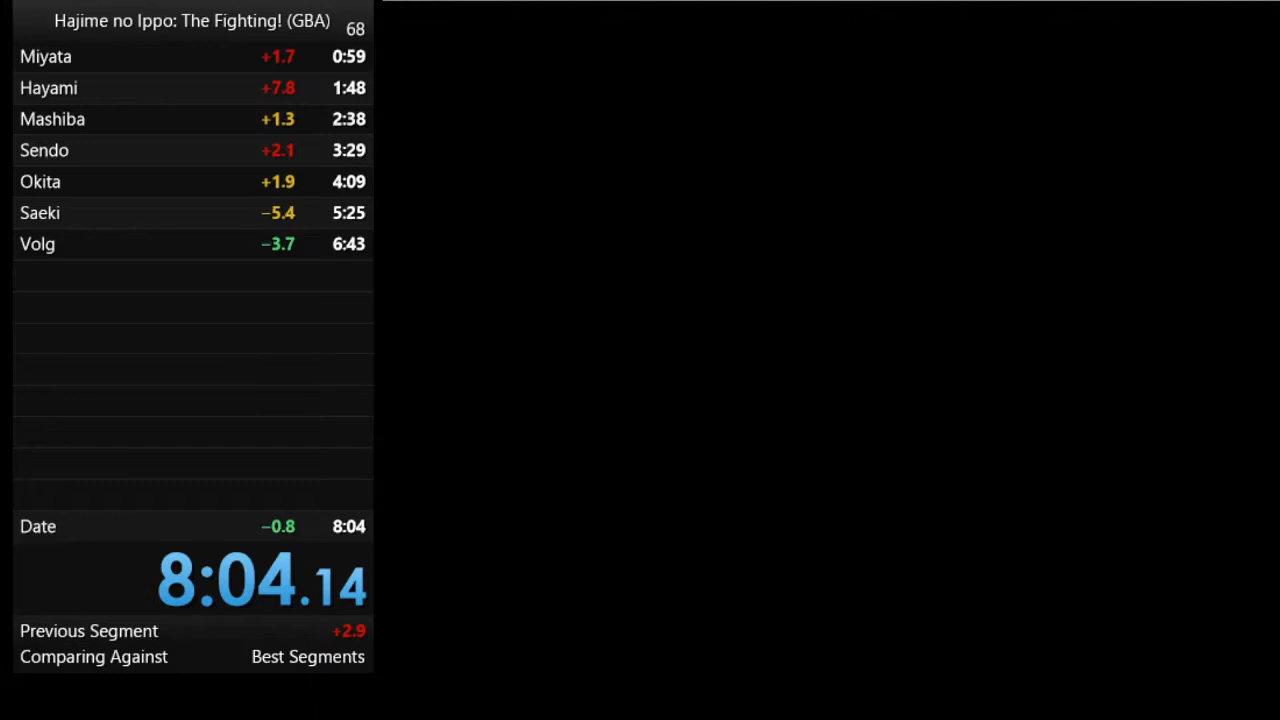 Hajime no Ippo: The Fighting! (GBA) 68
Miyata +1.7 0:59
Hayami +7.8 1:48
Mashiba +1.3 2:38
Sendo +2.1 3:29
Okita +1.9 4:09
Saeki −5.4 5:25
Volg −3.7 6:43
Date −0.8 8:04
8:04.14
Previous Segment +2.9
Comparing Against Best Segments